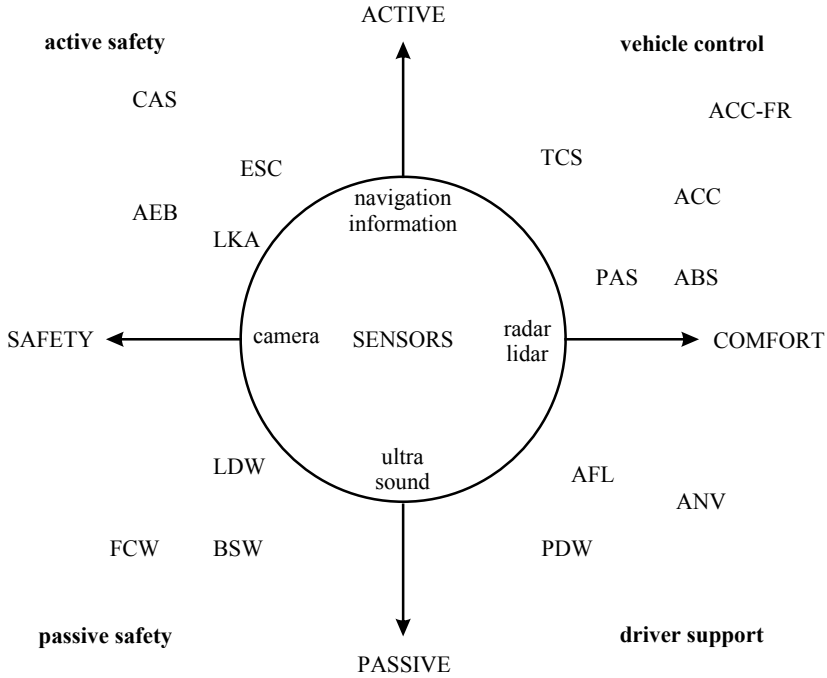 ACTIVE
active safety
vehicle control
CAS
ACC-FR
TCS
ESC
navigation
information
ACC
AEB
LKA
PAS
ABS
SAFETY
camera
SENSORS
radar
lidar
COMFORT
ultra
sound
LDW
AFL
ANV
FCW
BSW
PDW
passive safety
driver support
PASSIVE